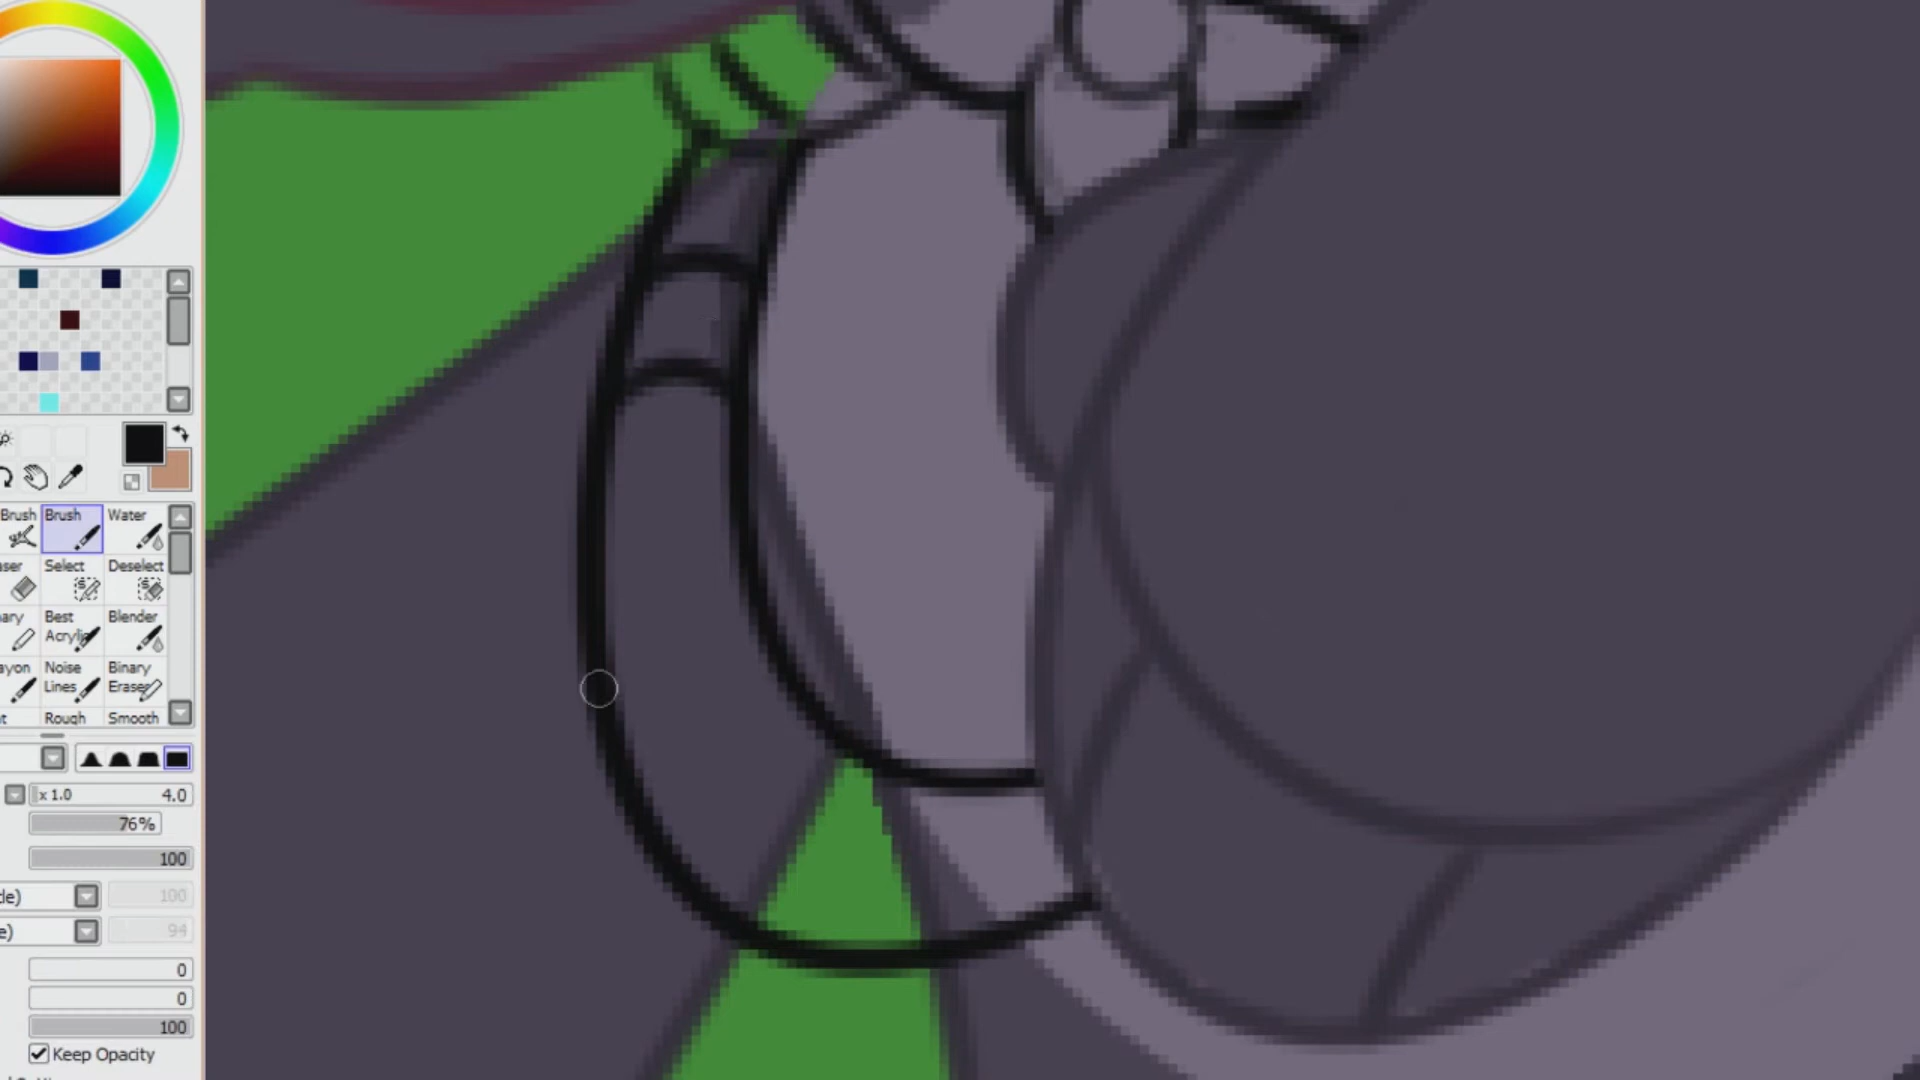 Brush Brush Water
aser Select Deselect
ary Best Acrylic Blender
ayon Noise Lines Binary Eraser
t Rough Smooth
x 1.0 4.0
76%
100
de) 100
e) 94
0
0
100
Keep Opacity